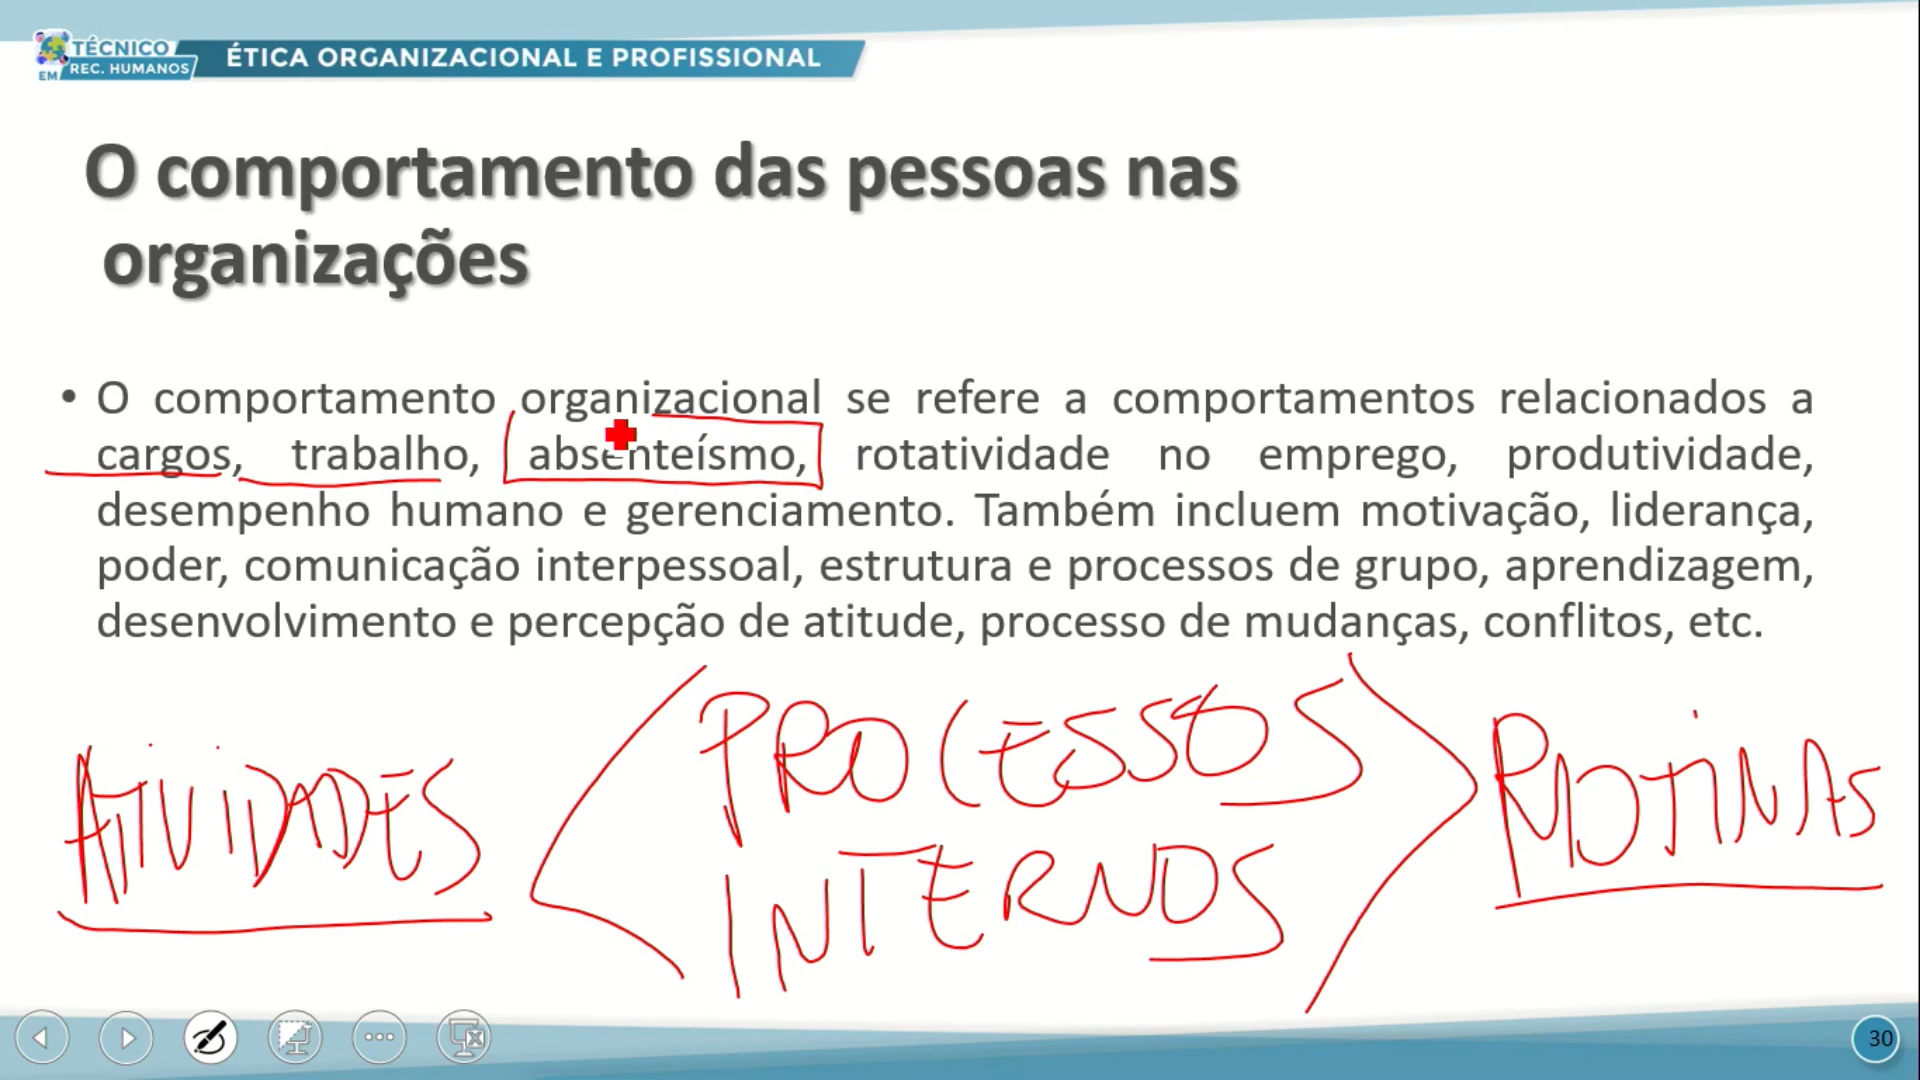 TÉCNICO
EM REC. HUMANOS
ÉTICA ORGANIZACIONAL E PROFISSIONAL
O comportamento das pessoas nas
organizações
• O comportamento organizacional se refere a comportamentos relacionados a
cargos, trabalho, absenteísmo, rotatividade no emprego, produtividade,
desempenho humano e gerenciamento. Também incluem motivação, liderança,
poder, comunicação interpessoal, estrutura e processos de grupo, aprendizagem,
desenvolvimento e percepção de atitude, processo de mudanças, conflitos, etc.
ATIVIDADES
PROCESSOS
INTERNOS
ROTINAS
30